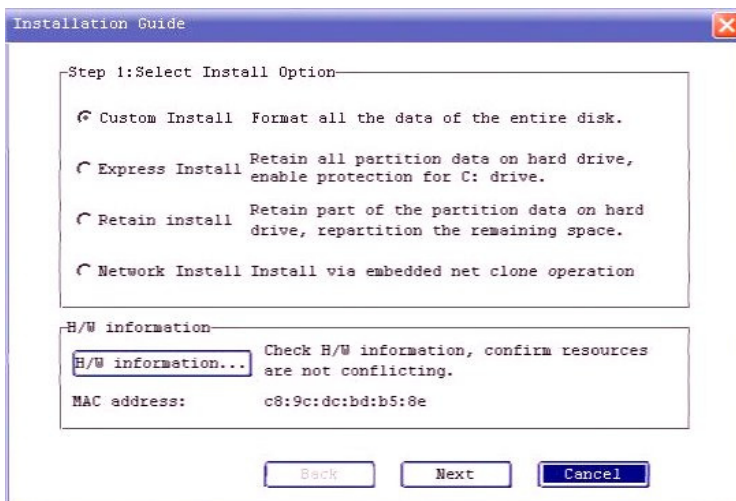 Installation Guide
Step 1:Select Install Option
Custom Install Format all the data of the entire disk.
Express Install Retain all partition data on hard drive,
enable protection for C: drive.
Retain install Retain part of the partition data on hard
drive, repartition the remaining space.
Network Install Install via embedded net clone operation
H/W information
H/W information... Check H/W information, confirm resources
are not conflicting.
MAC address: c8:9c:dc:bd:b5:8e
Back Next Cancel